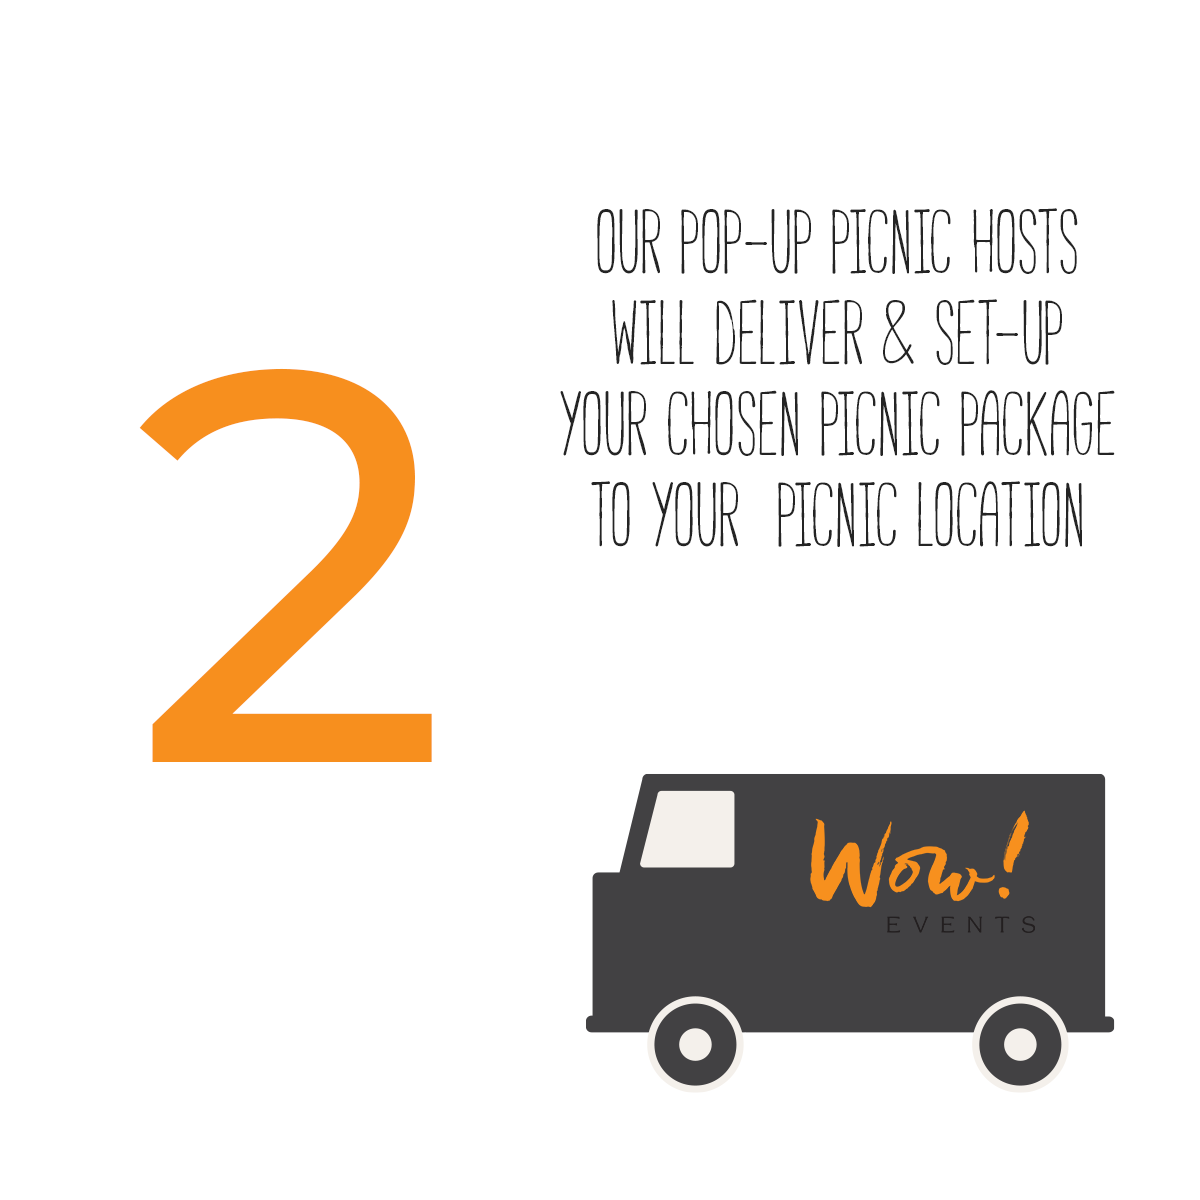 2
OUR POP-UP PICNIC HOSTS
WILL DELIVER & SET-UP
YOUR CHOSEN PICNIC PACKAGE
TO YOUR PICNIC LOCATION
Wow!
EVENTS